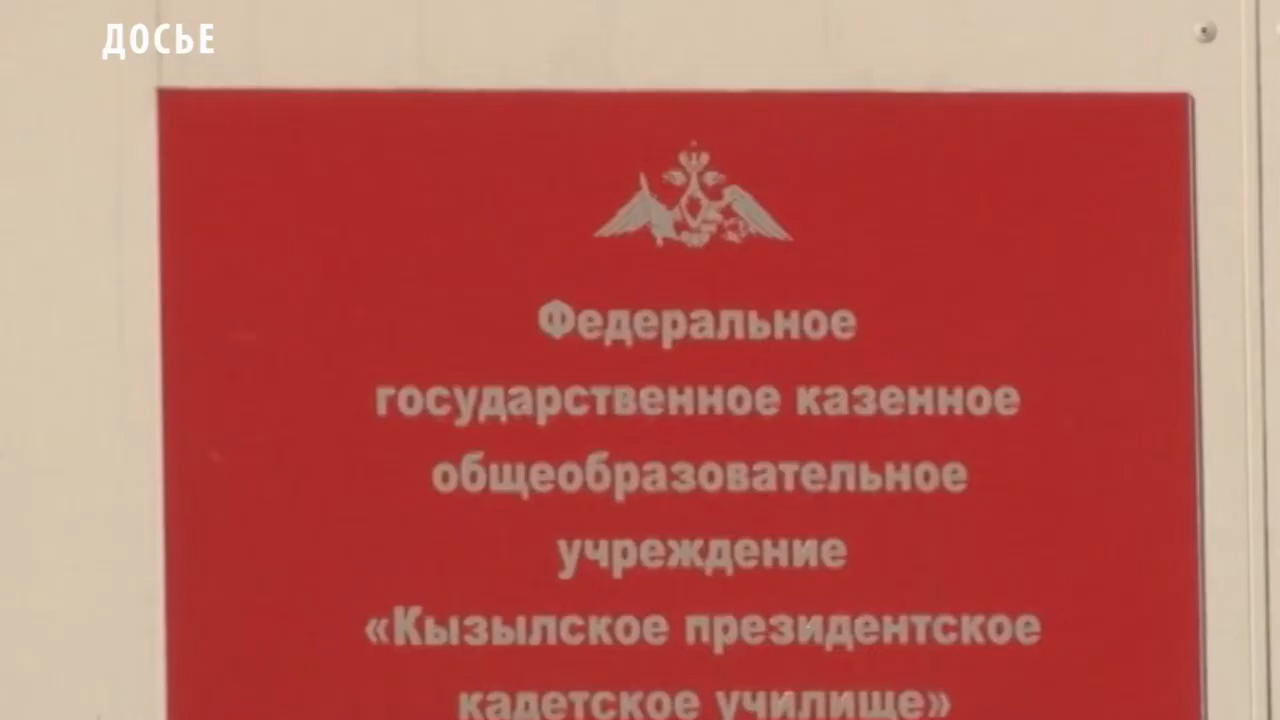 ДОСЬЕ
Федеральное
государственное казенное
общеобразовательное
учреждение
«Кызылское президентское
кадетское училище»